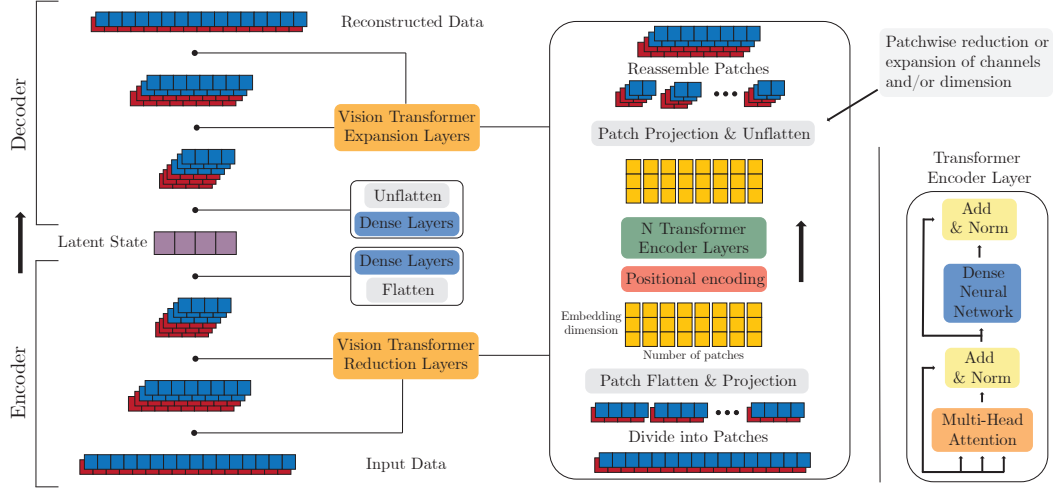 Decoder
Encoder
Reconstructed Data
Vision Transformer
Expansion Layers
Unflatten
Dense Layers
Latent State
Dense Layers
Flatten
Vision Transformer
Reduction Layers
Input Data
Reassemble Patches
Patch Projection & Unflatten
N Transformer
Encoder Layers
Positional encoding
Embedding
dimension
Number of patches
Patch Flatten & Projection
Divide into Patches
Patchwise reduction or
expansion of channels
and/or dimension
Transformer
Encoder Layer
Add
& Norm
Dense
Neural
Network
Add
& Norm
Multi-Head
Attention